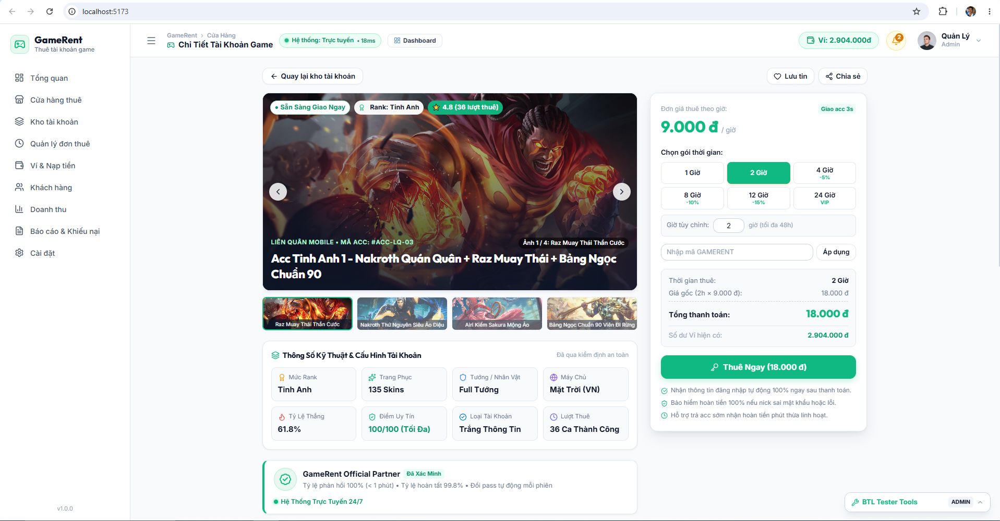 localhost:5173
GameRent
Thuê tài khoản game
Tổng quan
Cửa hàng thuê
Kho tài khoản
Quản lý đơn thuê
Ví & Nạp tiền
Khách hàng
Doanh thu
Báo cáo & Khiếu nại
Cài đặt
v1.0.0
GameRent › Cửa Hàng
Chi Tiết Tài Khoản Game
Hệ thống: Trực tuyến • 18ms
Dashboard
Ví: 2.904.000đ
2
Quản Lý
Admin
Quay lại kho tài khoản
Lưu tin
Chia sẻ
• Sẵn Sàng Giao Ngay
Rank: Tinh Anh
4.8 (36 lượt thuê)
LIÊN QUÂN MOBILE • MÃ ACC: #ACC-LQ-03
Ảnh 1 / 4: Raz Muay Thái Thần Cước
Acc Tinh Anh 1 - Nakroth Quán Quân + Raz Muay Thái + Bảng Ngọc
Chuẩn 90
Raz Muay Thái Thần Cước
Nakroth Thứ Nguyên Siêu Ảo Diệu
Airi Kiếm Sakura Mộng Ảo
Bảng Ngọc Chuẩn 90 Viên Đi Rừng
Thông Số Kỹ Thuật & Cấu Hình Tài Khoản
Đã qua kiểm định an toàn
Mức Rank
Tinh Anh
Trang Phục
135 Skins
Tướng / Nhân Vật
Full Tướng
Máy Chủ
Mặt Trời (VN)
Tỷ Lệ Thắng
61.8%
Điểm Uy Tín
100/100 (Tối Đa)
Loại Tài Khoản
Trắng Thông Tin
Lượt Thuê
36 Ca Thành Công
GameRent Official Partner
Đã Xác Minh
Tỷ lệ phản hồi 100% (< 1 phút) • Tỷ lệ hoàn tất 99.8% • Đổi pass tự động mỗi phiên
Hệ Thống Trực Tuyến 24/7
Đơn giá thuê theo giờ:
Giao acc 3s
9.000 đ / giờ
Chọn gói thời gian:
1 Giờ
2 Giờ
4 Giờ
-5%
8 Giờ
-10%
12 Giờ
-15%
24 Giờ
VIP
Giờ tùy chỉnh: 2 giờ (tối đa 48h)
Nhập mã GAMERENT
Áp dụng
Thời gian thuê: 2 Giờ
Giá gốc (2h × 9.000 đ): 18.000 đ
Tổng thanh toán: 18.000 đ
Số dư Ví hiện có: 2.904.000 đ
Thuê Ngay (18.000 đ)
Nhận thông tin đăng nhập tự động 100% ngay sau thanh toán.
Bảo hiểm hoàn tiền 100% nếu nick sai mật khẩu hoặc lỗi.
Hỗ trợ trả acc sớm nhận hoàn tiền phút thừa linh hoạt.
BTL Tester Tools
ADMIN